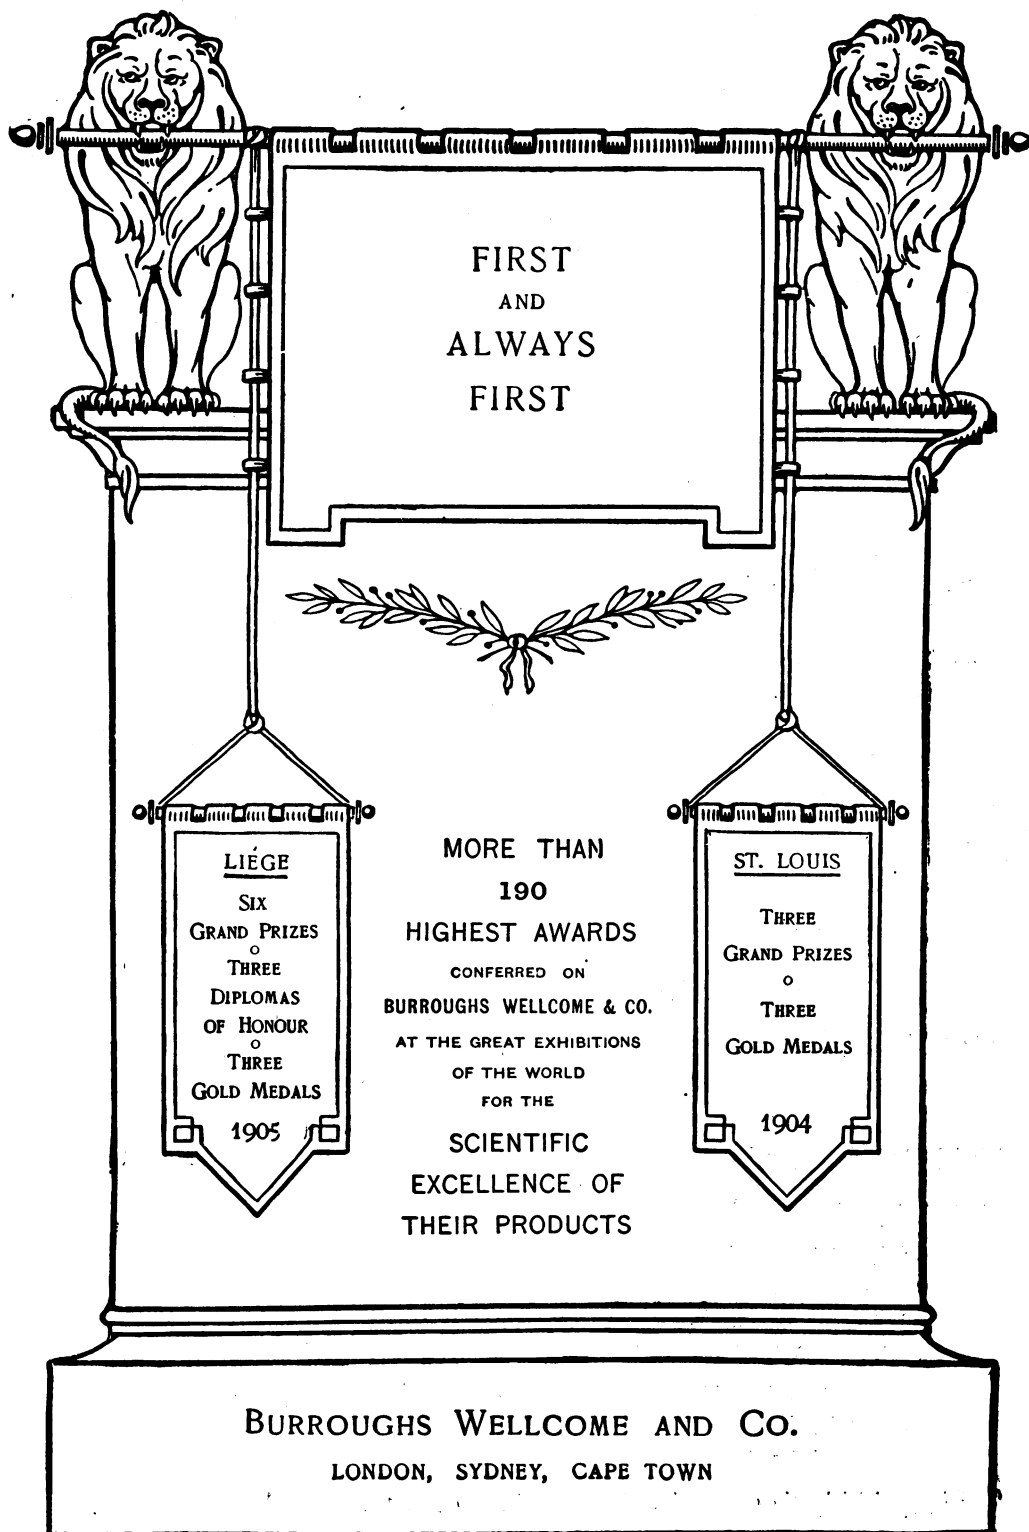 FIRST
AND
ALWAYS
FIRST
LIÉGE
SIX
GRAND PRIZES
o
THREE
DIPLOMAS
OF HONOUR
o
THREE
GOLD MEDALS
1905
MORE THAN
190
HIGHEST AWARDS
CONFERRED ON
BURROUGHS WELLCOME & CO.
AT THE GREAT EXHIBITIONS
OF THE WORLD
FOR THE
SCIENTIFIC
EXCELLENCE OF
THEIR PRODUCTS
ST. LOUIS
THREE
GRAND PRIZES
o
THREE
GOLD MEDALS
1904
BURROUGHS WELLCOME AND CO.
LONDON, SYDNEY, CAPE TOWN